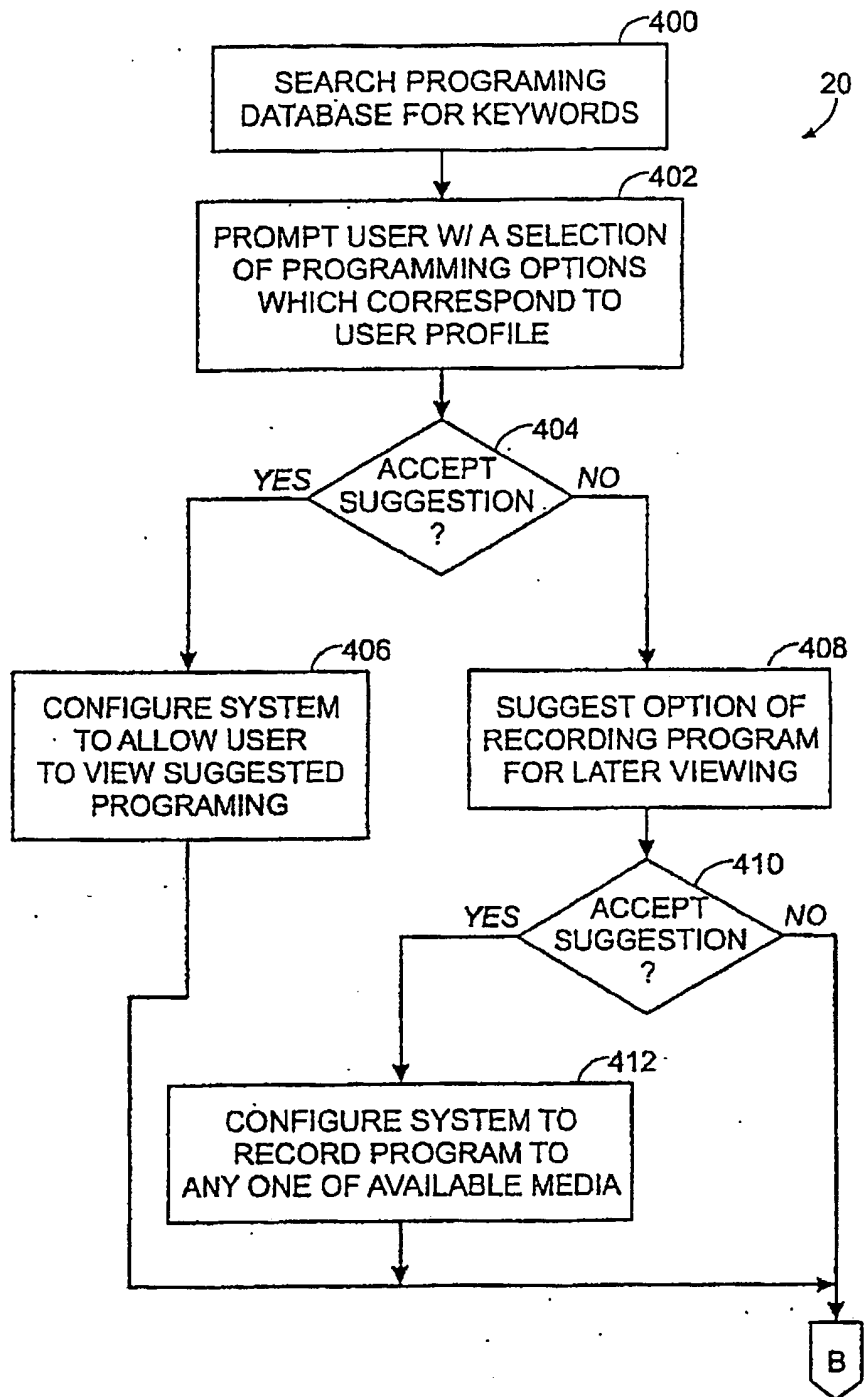 400
SEARCH PROGRAMING
DATABASE FOR KEYWORDS
20
402
PROMPT USER W/ A SELECTION
OF PROGRAMMING OPTIONS
WHICH CORRESPOND TO
USER PROFILE
404
YES
ACCEPT
SUGGESTION
?
NO
406
CONFIGURE SYSTEM
TO ALLOW USER
TO VIEW SUGGESTED
PROGRAMING
408
SUGGEST OPTION OF
RECORDING PROGRAM
FOR LATER VIEWING
410
YES
ACCEPT
SUGGESTION
?
NO
412
CONFIGURE SYSTEM TO
RECORD PROGRAM TO
ANY ONE OF AVAILABLE MEDIA
B